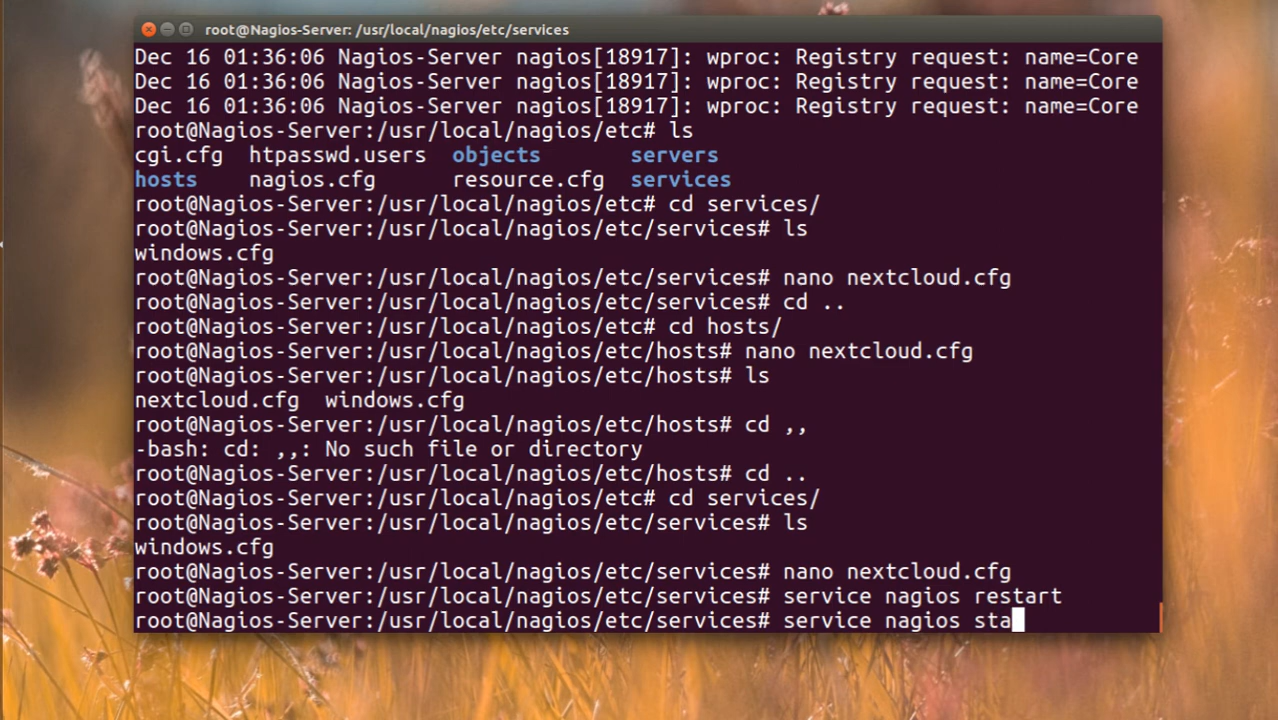 root@Nagios-Server: /usr/local/nagios/etc/services
Dec 16 01:36:06 Nagios-Server nagios[18917]: wproc: Registry request: name=Core
Dec 16 01:36:06 Nagios-Server nagios[18917]: wproc: Registry request: name=Core
Dec 16 01:36:06 Nagios-Server nagios[18917]: wproc: Registry request: name=Core
root@Nagios-Server:/usr/local/nagios/etc# ls
cgi.cfg  htpasswd.users  objects       servers
hosts    nagios.cfg      resource.cfg  services
root@Nagios-Server:/usr/local/nagios/etc# cd services/
root@Nagios-Server:/usr/local/nagios/etc/services# ls
windows.cfg
root@Nagios-Server:/usr/local/nagios/etc/services# nano nextcloud.cfg
root@Nagios-Server:/usr/local/nagios/etc/services# cd ..
root@Nagios-Server:/usr/local/nagios/etc# cd hosts/
root@Nagios-Server:/usr/local/nagios/etc/hosts# nano nextcloud.cfg
root@Nagios-Server:/usr/local/nagios/etc/hosts# ls
nextcloud.cfg  windows.cfg
root@Nagios-Server:/usr/local/nagios/etc/hosts# cd ,,
-bash: cd: ,,: No such file or directory
root@Nagios-Server:/usr/local/nagios/etc/hosts# cd ..
root@Nagios-Server:/usr/local/nagios/etc# cd services/
root@Nagios-Server:/usr/local/nagios/etc/services# ls
windows.cfg
root@Nagios-Server:/usr/local/nagios/etc/services# nano nextcloud.cfg
root@Nagios-Server:/usr/local/nagios/etc/services# service nagios restart
root@Nagios-Server:/usr/local/nagios/etc/services# service nagios sta